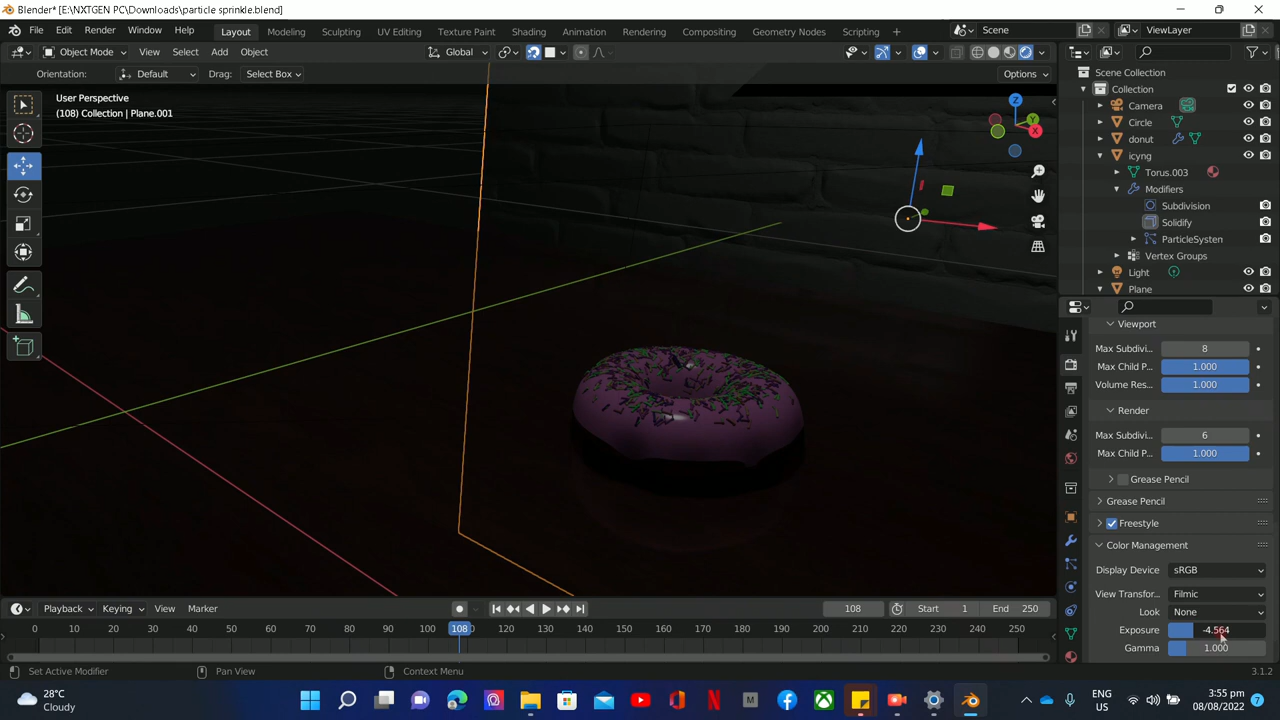 Blender* [E:\NXTGEN PC\Downloads\particle sprinkle.blend]
File Edit Render Window Help Layout Modeling Sculpting UV Editing Texture Paint Shading Animation Rendering Compositing Geometry Nodes Scripting + Scene ViewLayer
Object Mode View Select Add Object Global
Orientation: Default Drag: Select Box Options
User Perspective
(108) Collection | Plane.001
Z
Y
X
Scene Collection
Collection
Camera
Circle
donut
icyng
Torus.003
Modifiers
Subdivision
Solidify
ParticleSysten
Vertex Groups
Light
Plane
Viewport
Max Subdivi... 8
Max Child P... 1.000
Volume Res... 1.000
Render
Max Subdivi... 6
Max Child P... 1.000
Grease Pencil
Grease Pencil
Freestyle
Color Management
Display Device sRGB
View Transfor... Filmic
Look None
Exposure -4.564
Gamma 1.000
Playback Keying View Marker 108 Start 1 End 250
0 10 20 30 40 50 60 70 80 90 100 108 120 130 140 150 160 170 180 190 200 210 220 230 240 250
Set Active Modifier Pan View Context Menu 3.1.2
28°C
Cloudy
ENG
US
3:55 pm
08/08/2022
7